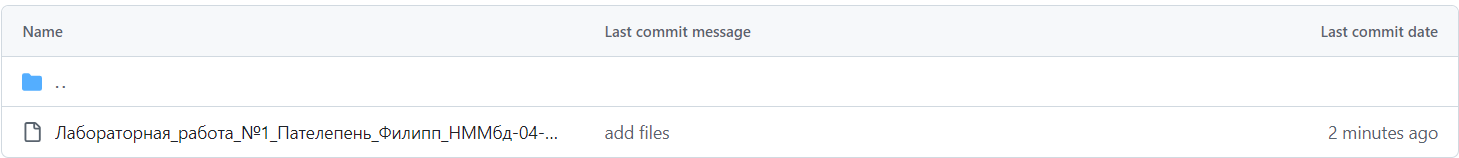 Name Last commit message Last commit date
..
Лабораторная_работа_№1_Пателепень_Филипп_НММбд-04-... add files 2 minutes ago